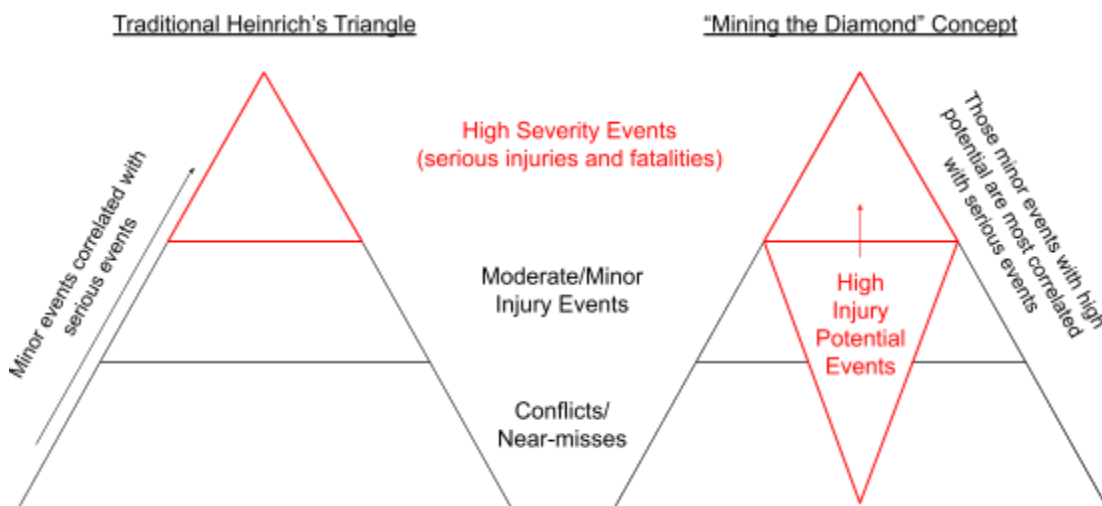 Traditional Heinrich's Triangle
“Mining the Diamond” Concept
Minor events correlated with
serious events
High Severity Events
(serious injuries and fatalities)
Moderate/Minor
Injury Events
Conflicts/
Near-misses
High
Injury
Potential
Events
Those minor events with high
potential are most correlated
with serious events